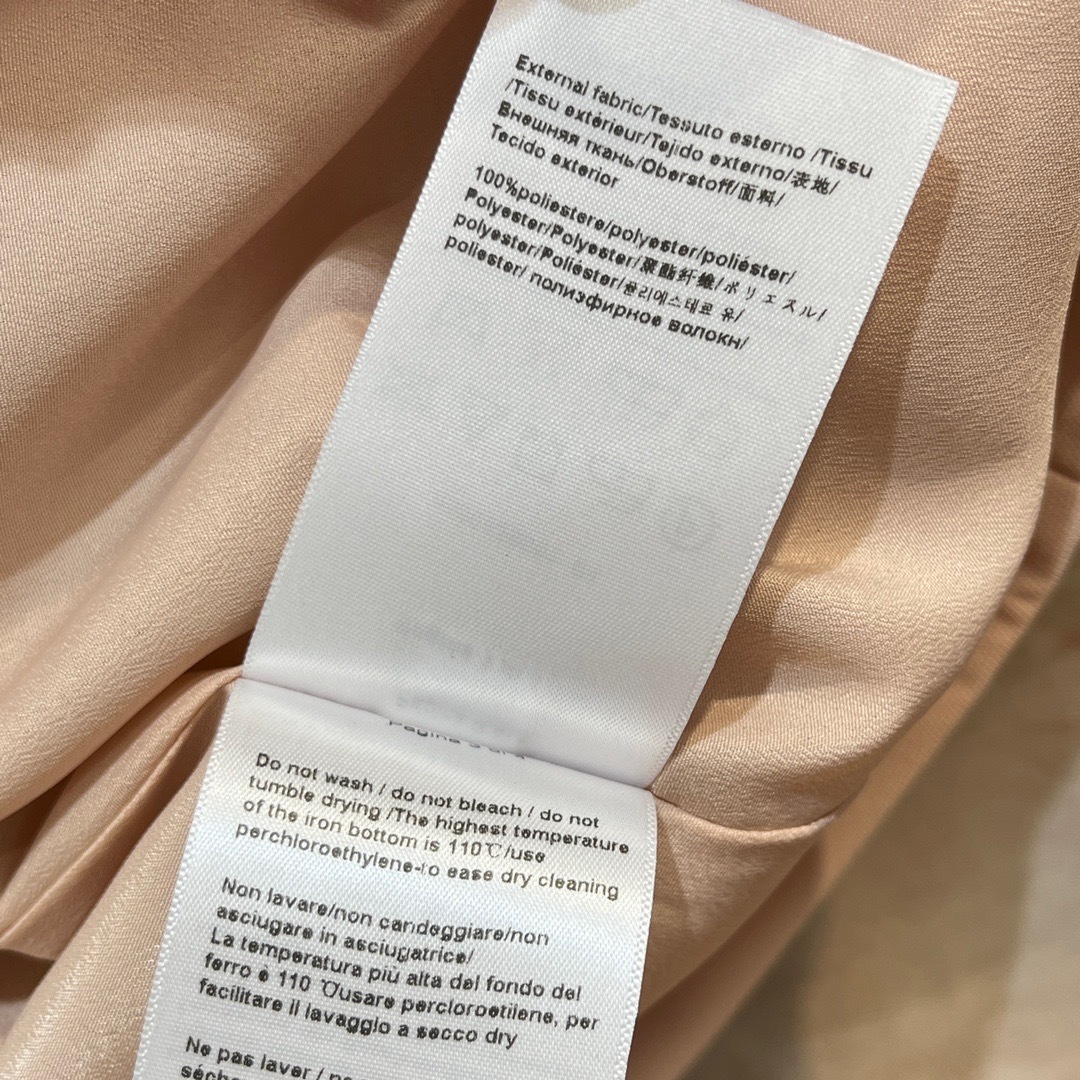 External fabric/Tessuto esterno /Tissu
/Tissu extérieur/Tejido externo/表地/
Внешняя ткань/Oberstoff/面料/
Tecido exterior
100%poliestere/polyester/poliéster/
Polyester/Polyester/聚酯纤维/ポリエスル/
polyester/Poliéster/폴리에스테르 유/
poliester/ полиэфирное волокн/
Do not wash / do not bleach / do not
tumble drying /The highest temperature
of the iron bottom is 110℃/use
perchloroethylene-to ease dry cleaning
Non lavare/non candeggiare/non
asciugare in asciugatrice/
La temperatura più alta del fondo del
ferro è 110 ℃usare percloroetilene, per
facilitare il lavaggio a secco dry
Ne pas laver /